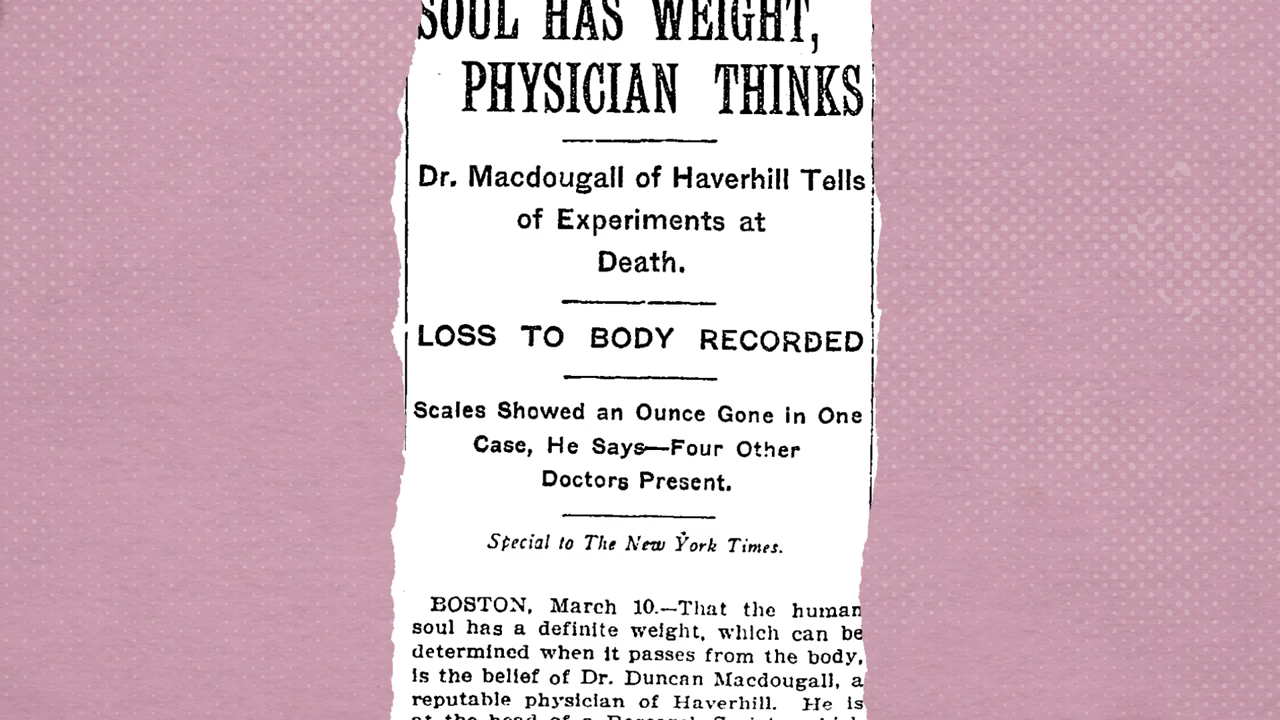 SOUL HAS WEIGHT,
PHYSICIAN THINKS
Dr. Macdougall of Haverhill Tells
of Experiments at
Death.
LOSS TO BODY RECORDED
Scales Showed an Ounce Gone in One
Case, He Says—Four Other
Doctors Present.
Special to The New York Times.
BOSTON, March 10.—That the human
soul has a definite weight, which can be
determined when it passes from the body,
is the belief of Dr. Duncan Macdougall, a
reputable physician of Haverhill. He is